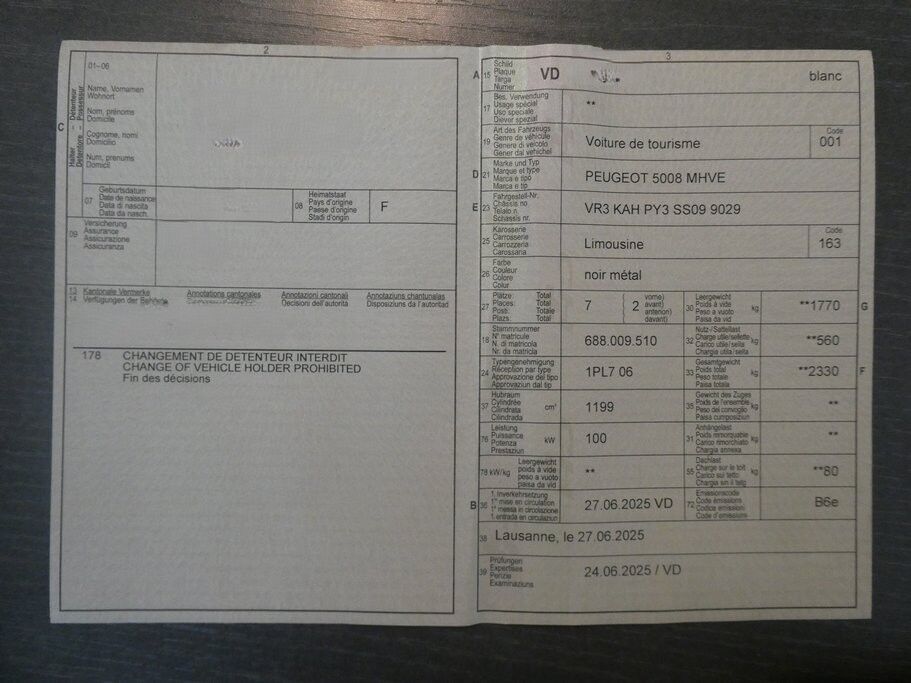 2
01–06
Name, Vornamen
Wohnort
Nom, prénoms
Domicile
Cognome, nomi
Domicilio
Num, prenums
Domicil
C
Halter – Détenteur
Detentore – Possessur
07
Geburtsdatum
Date de naissance
Data di nascita
Data da nasch.
08
Heimatstaat
Pays d'origine
Paese d'origine
Stadi d'origin
F
09
Versicherung
Assurance
Assicurazione
Assicuranza
13 Kantonale Vermerke
14 Verfügungen der Behörde
Annotations cantonales
Annotazioni cantonali
Decisioni dell'autorità
Annotaziuns chantunalas
Disposiziuns da l'autoritad
178 CHANGEMENT DE DETENTEUR INTERDIT
CHANGE OF VEHICLE HOLDER PROHIBITED
Fin des décisions
3
A 15
Schild
Plaque
Targa
Numer
VD
blanc
17
Bes. Verwendung
Usage spécial
Uso speciale
Diever spezial
**
19
Art des Fahrzeugs
Genre de véhicule
Genere di veicolo
Gener dal vehichel
Voiture de tourisme
Code
001
D 21
Marke und Typ
Marque et type
Marca e tipo
Marca e tip
PEUGEOT 5008 MHVE
E 23
Fahrgestell-Nr.
Châssis no
Telaio n.
Schassis nr.
VR3 KAH PY3 SS09 9029
25
Karosserie
Carrosserie
Carrozzeria
Carossaria
Limousine
Code
163
26
Farbe
Couleur
Colore
Colur
noir métal
27
Plätze: Total
Places: Total
Posti: Totale
Plazs: Total
7
2
vorne)
avant)
anteriori)
davant)
30
Leergewicht
Poids à vide
Peso a vuoto
Paisa da vid
kg
**1770
G
18
Stammnummer
N° matricule
N. di matricola
Nr. da matricla
688.009.510
32
Nutz-/Sattellast
Charge utile/sellette
Carico utile/sella
Chargia utila/sella
kg
**560
24
Typengenehmigung
Réception par type
Approvazione del tipo
Approvaziun dal tip
1PL7 06
33
Gesamtgewicht
Poids total
Peso totale
Paisa totala
kg
**2330
F
37
Hubraum
Cylindrée
Cilindrata
Cilindrada
cm³
1199
35
Gewicht des Zuges
Poids de l'ensemble
Peso del convoglio
Paisa cumposiziun
kg
**
76
Leistung
Puissance
Potenza
Prestaziun
kW
100
31
Anhängelast
Poids remorquable
Carico rimorchiato
Chargia annexa
kg
**
78 kW/kg
Leergewicht
poids à vide
peso a vuoto
paisa da vid
**
55
Dachlast
Charge sur le toit
Carico sul tetto
Chargia sin il tetg
kg
**80
B 36
1. Inverkehrsetzung
1re mise en circulation
1a messa in circolazione
1. entrada en circulaziun
27.06.2025 VD
72
Emissionscode
Code émissions
Codice emissioni
Code d'emissiuns
B6e
38
Lausanne, le 27.06.2025
39
Prüfungen
Expertises
Perizie
Examinaziuns
24.06.2025 / VD